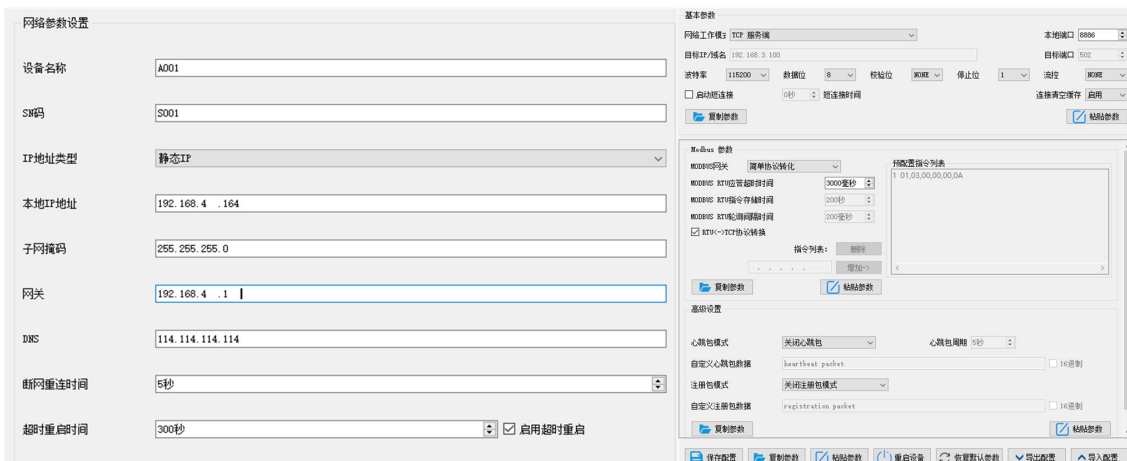 网络参数设置
设备名称 A001
SN码 S001
IP地址类型 静态IP
本地IP地址 192.168.4 .164
子网掩码 255.255.255.0
网关 192.168.4 .1
DNS 114.114.114.114
断网重连时间 5秒
超时重启时间 300秒 启用超时重启
基本参数
网络工作模式 TCP 服务端 本地端口 8886
目标IP/域名 192.168.3.100 目标端口 502
波特率 115200 数据位 8 校验位 NONE 停止位 1 流控 NONE
启动短连接 0秒 短连接时间 连接清空缓存 启用
复制参数 粘贴参数
Modbus 参数
MODBUS网关 简单协议转化 预配置指令列表
MODBUS RTU应答超时时间 3000毫秒 1 01,03,00,00,00,0A
MODBUS RTU指令存储时间 200秒
MODBUS RTU轮询间隔时间 200毫秒
RTU<->TCP协议转换
指令列表: 删除
, , , , , 增加->
复制参数 粘贴参数
高级设置
心跳包模式 关闭心跳包 心跳包周期 5秒
自定义心跳包数据 heartbeat packet 16进制
注册包模式 关闭注册包模式
自定义注册包数据 registration packet 16进制
复制参数 粘贴参数
保存配置 复制参数 粘贴参数 重启设备 恢复默认参数 导出配置 导入配置